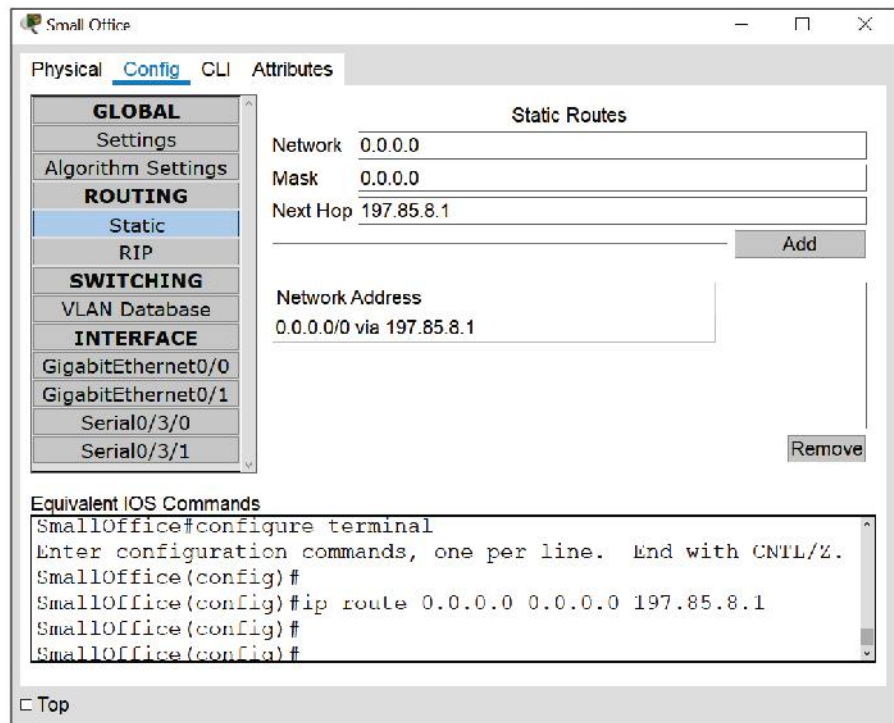 Small Office
Physical Config CLI Attributes
GLOBAL
Settings
Algorithm Settings
ROUTING
Static
RIP
SWITCHING
VLAN Database
INTERFACE
GigabitEthernet0/0
GigabitEthernet0/1
Serial0/3/0
Serial0/3/1
Static Routes
Network 0.0.0.0
Mask 0.0.0.0
Next Hop 197.85.8.1
Add
Network Address
0.0.0.0/0 via 197.85.8.1
Remove
Equivalent IOS Commands
SmallOffice#configure terminal
Enter configuration commands, one per line. End with CNTL/Z.
SmallOffice(config)#
SmallOffice(config)#ip route 0.0.0.0 0.0.0.0 197.85.8.1
SmallOffice(config)#
SmallOffice(config)#
Top